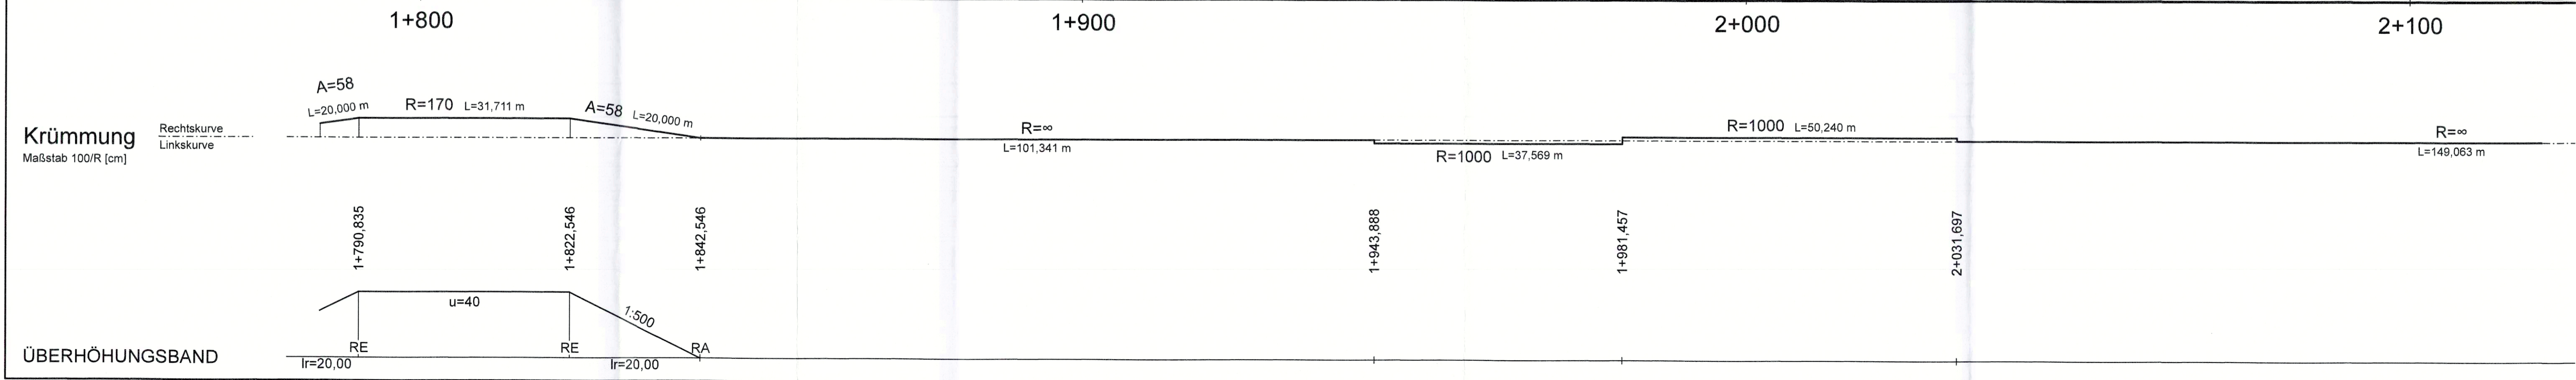 1+800
1+900
2+000
2+100
A=58
L=20,000 m
R=170 L=31,711 m
A=58 L=20,000 m
R=∞
L=101,341 m
R=1000 L=37,569 m
R=1000 L=50,240 m
R=∞
L=149,063 m
Krümmung
Maßstab 100/R [cm]
Rechtskurve
Linkskurve
1+790,835
1+822,546
1+842,546
1+943,888
1+981,457
2+031,697
u=40
1:500
RE
RE
RA
ÜBERHÖHUNGSBAND
lr=20,00
lr=20,00